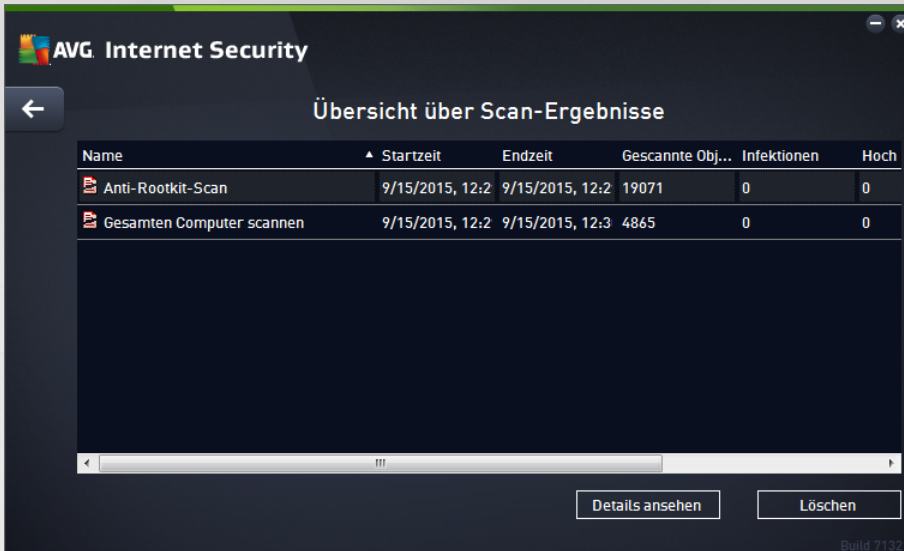 AVG. Internet Security
Übersicht über Scan-Ergebnisse
Name Startzeit Endzeit Gescannte Obj... Infektionen Hoch
Anti-Rootkit-Scan 9/15/2015, 12:2 9/15/2015, 12:2 19071 0 0
Gesamten Computer scannen 9/15/2015, 12:2 9/15/2015, 12:3 4865 0 0
Details ansehen Löschen
Build 7132